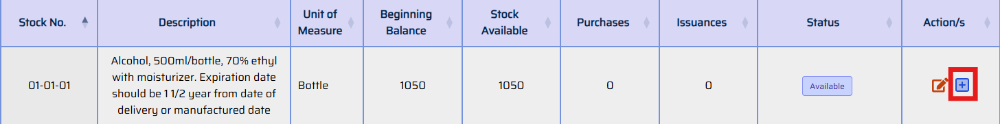 Stock No.
Description
Unit of
Measure
Beginning
Balance
Stock
Available
Purchases
Issuances
Status
Action/s
01-01-01
Alcohol, 500ml/bottle, 70% ethyl
with moisturizer. Expiration date
should be 1 1/2 year from date of
delivery or manufactured date
Bottle
1050
1050
0
0
Available